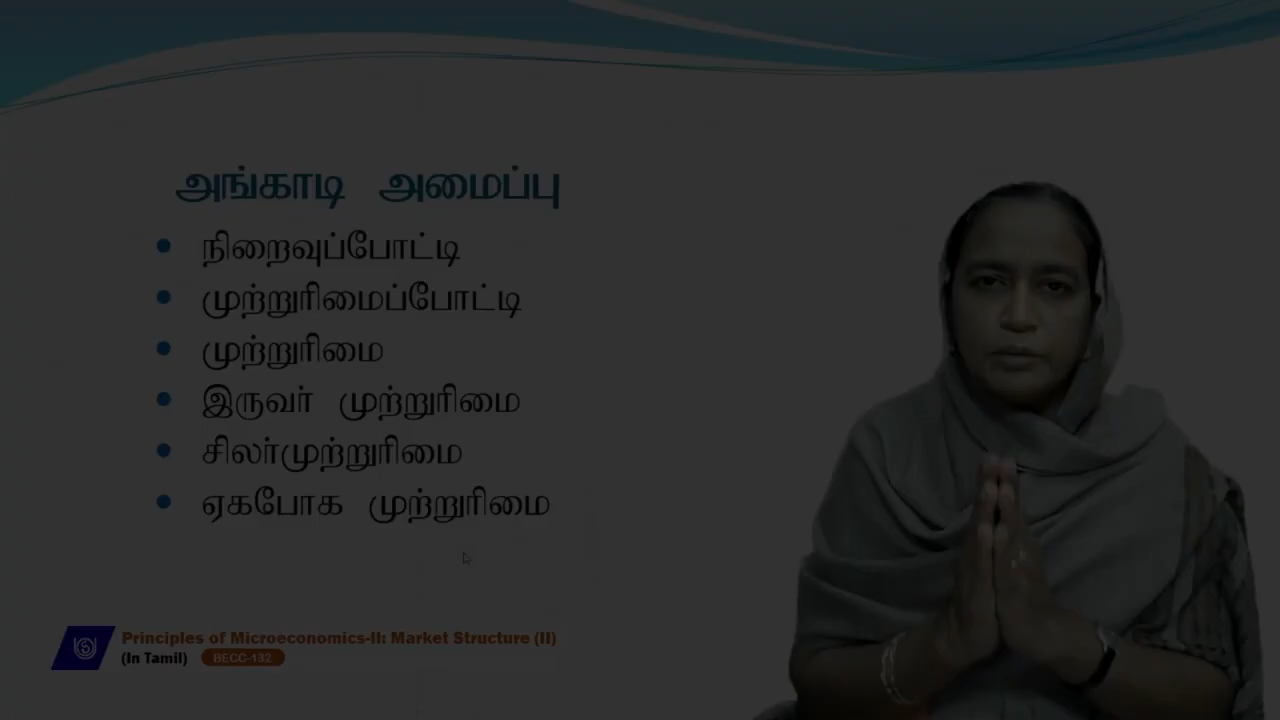 அங்காடி அமைப்பு
நிறைவுப்போட்டி
முற்றுரிமைப்போட்டி
முற்றுரிமை
இருவர் முற்றுரிமை
சிலர்முற்றுரிமை
ஏகபோக முற்றுரிமை
Principles of Microeconomics-II: Market Structure (II)
(In Tamil) BECC-132